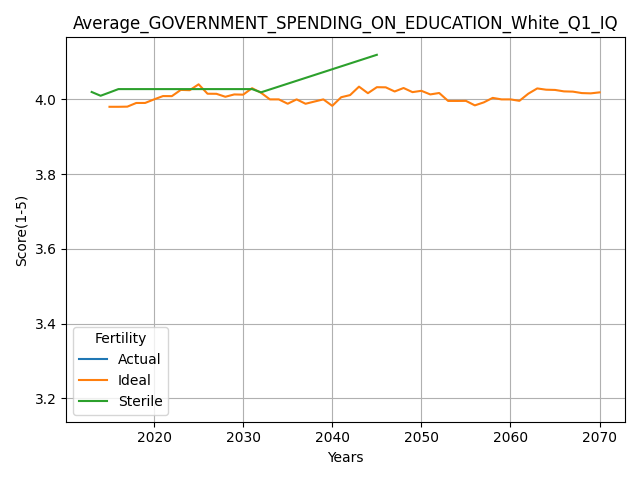 Average_GOVERNMENT_SPENDING_ON_EDUCATION_White_Q1_IQ
Score(1-5)
4.0
3.8
3.6
3.4
3.2
Fertility
Actual
Ideal
Sterile
2020 2030 2040 2050 2060 2070
Years